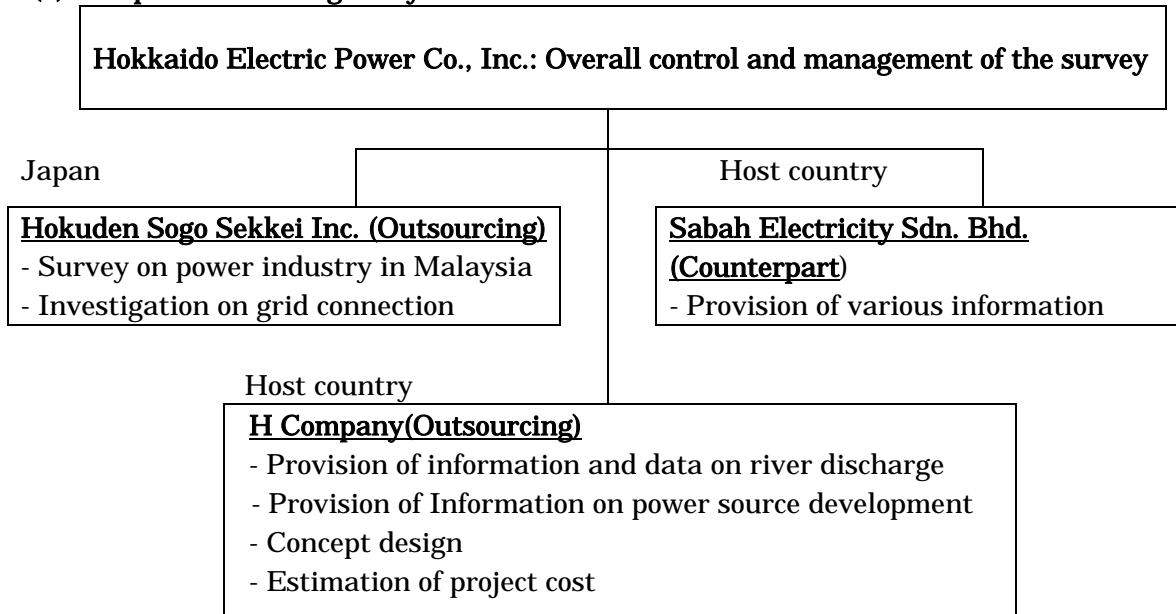 Hokkaido Electric Power Co., Inc.: Overall control and management of the survey
Japan
Host country
Hokuden Sogo Sekkei Inc. (Outsourcing)
- Survey on power industry in Malaysia
- Investigation on grid connection
Sabah Electricity Sdn. Bhd.
(Counterpart)
- Provision of various information
Host country
H Company(Outsourcing)
- Provision of information and data on river discharge
- Provision of Information on power source development
- Concept design
- Estimation of project cost